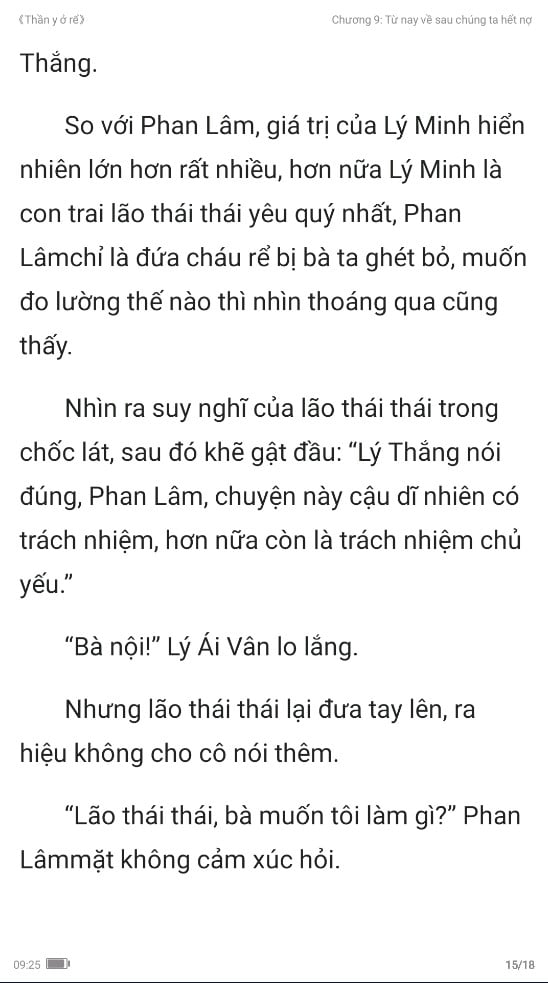 《Thần y ở rể》
Chương 9: Từ nay về sau chúng ta hết nợ
Thắng.
So với Phan Lâm, giá trị của Lý Minh hiển
nhiên lớn hơn rất nhiều, hơn nữa Lý Minh là
con trai lão thái thái yêu quý nhất, Phan
Lâmchỉ là đứa cháu rể bị bà ta ghét bỏ, muốn
đo lường thế nào thì nhìn thoáng qua cũng
thấy.
Nhìn ra suy nghĩ của lão thái thái trong
chốc lát, sau đó khẽ gật đầu: “Lý Thắng nói
đúng, Phan Lâm, chuyện này cậu dĩ nhiên có
trách nhiệm, hơn nữa còn là trách nhiệm chủ
yếu.”
“Bà nội!” Lý Ái Vân lo lắng.
Nhưng lão thái thái lại đưa tay lên, ra
hiệu không cho cô nói thêm.
“Lão thái thái, bà muốn tôi làm gì?” Phan
Lâmmặt không cảm xúc hỏi.
09:25
15/18